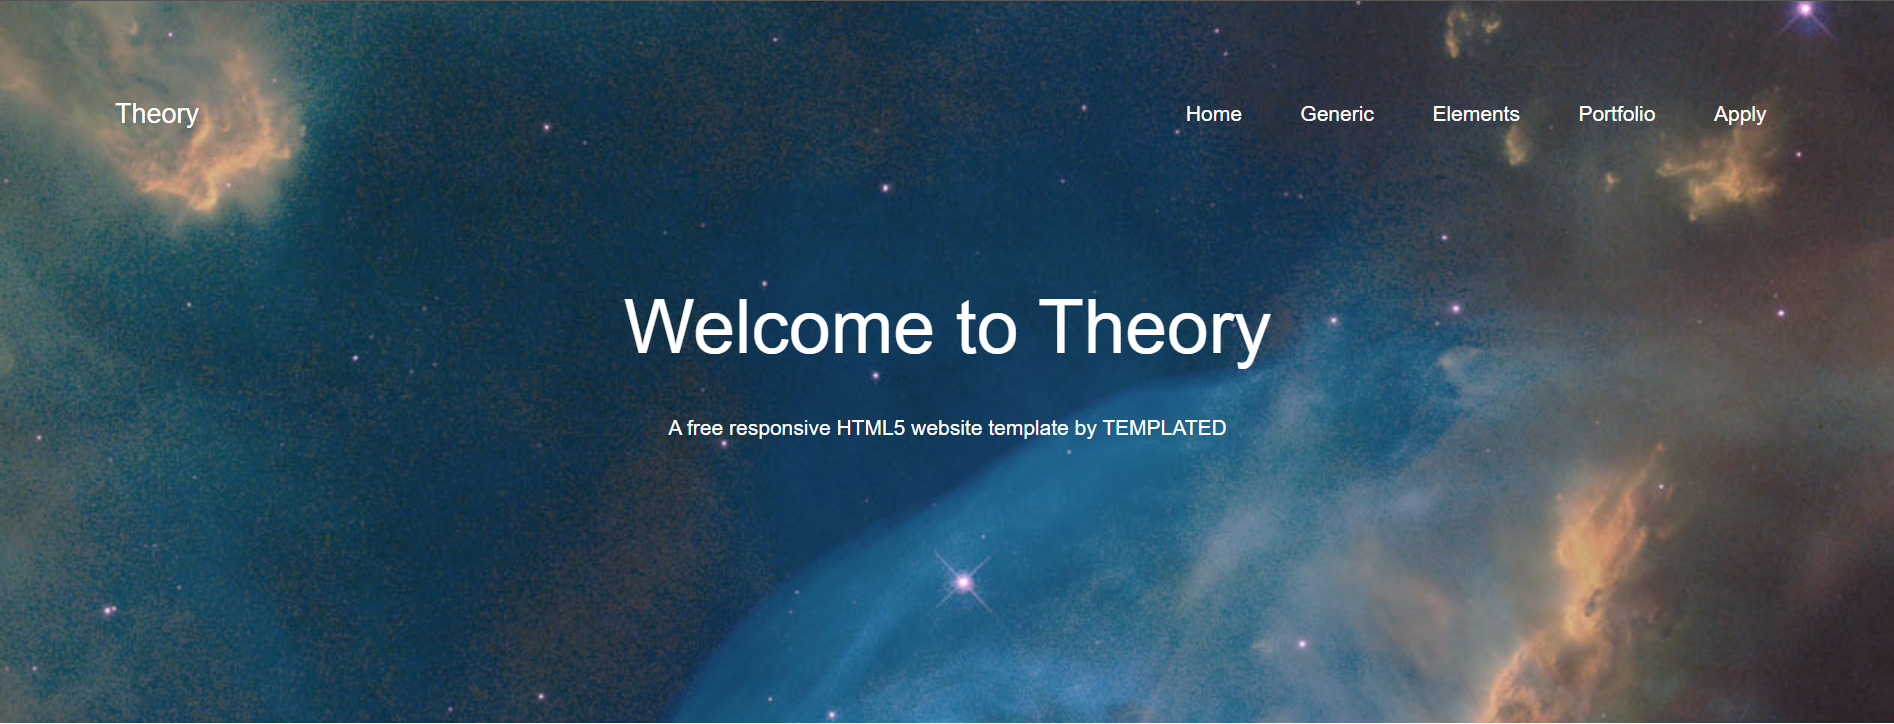 Theory
Home Generic Elements Portfolio Apply
Welcome to Theory
A free responsive HTML5 website template by TEMPLATED